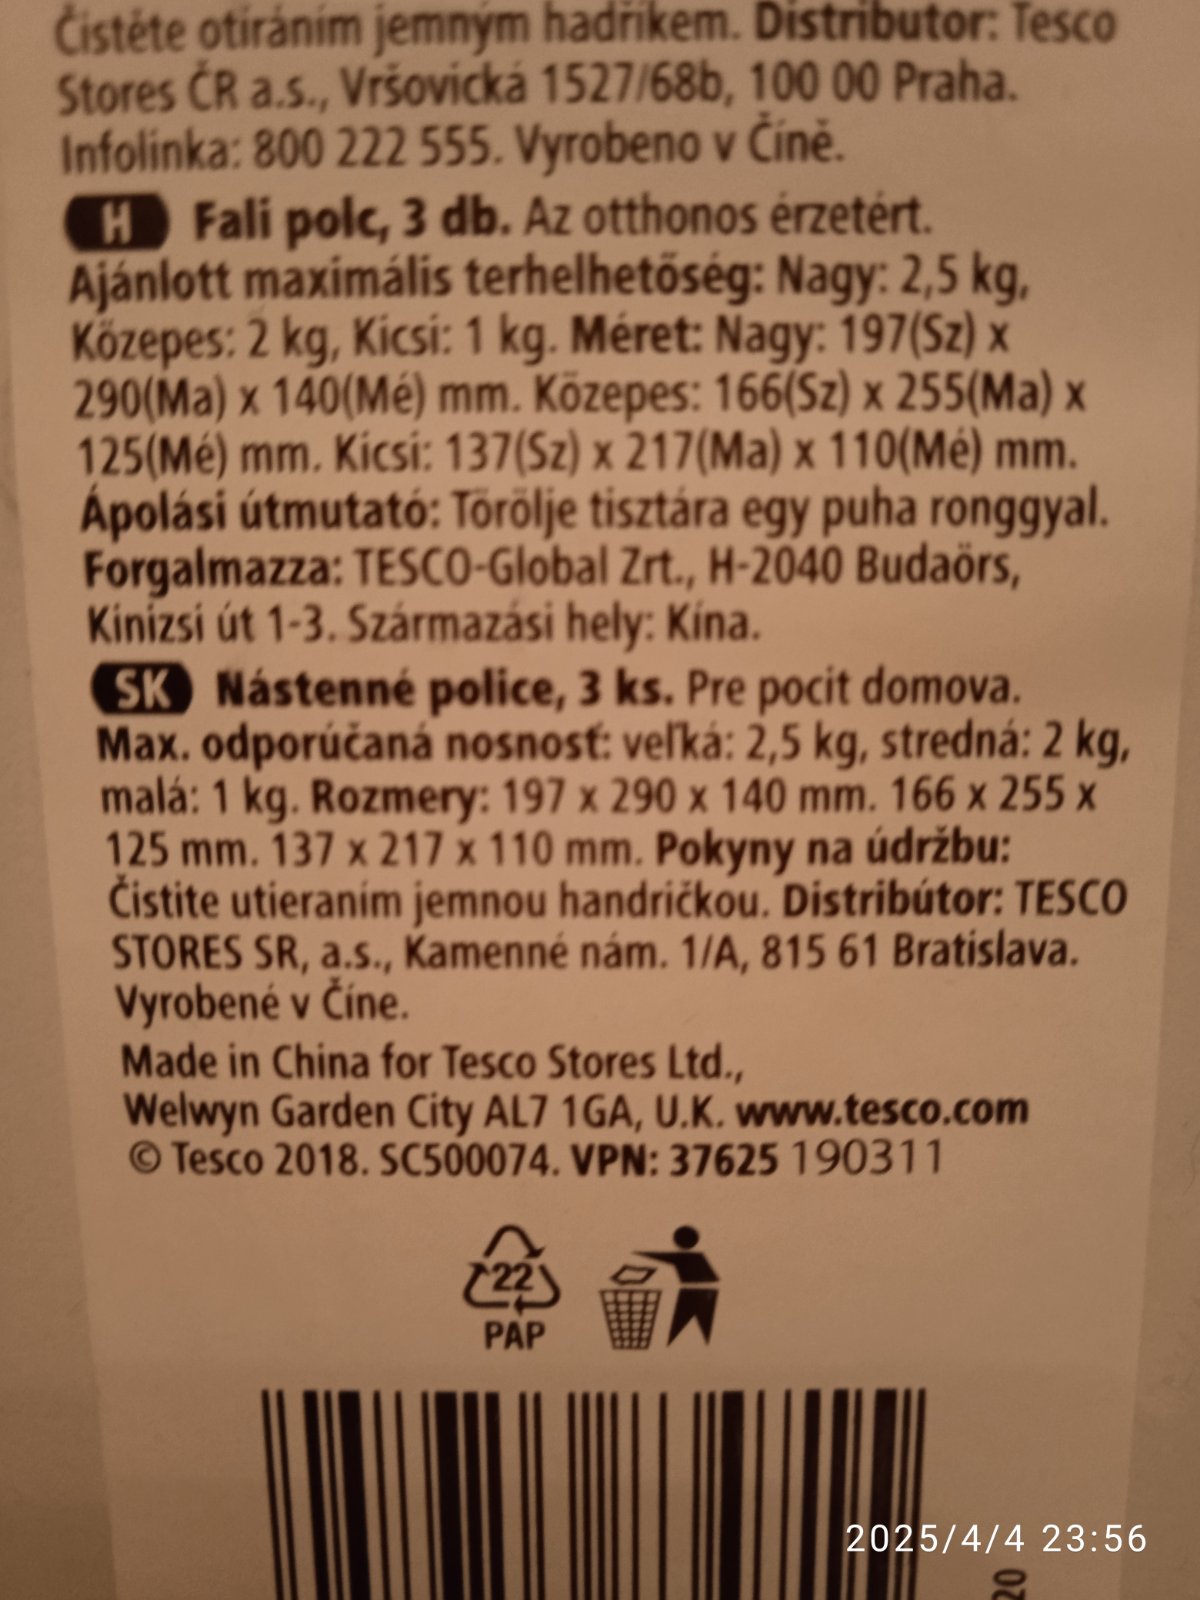 Čistěte otíráním jemným hadříkem. Distributor: Tesco
Stores ČR a.s., Vršovická 1527/68b, 100 00 Praha.
Infolinka: 800 222 555. Vyrobeno v Číně.
H Fali polc, 3 db. Az otthonos érzetért.
Ajánlott maximális terhelhetőség: Nagy: 2,5 kg,
Közepes: 2 kg, Kicsi: 1 kg. Méret: Nagy: 197(Sz) x
290(Ma) x 140(Mé) mm. Közepes: 166(Sz) x 255(Ma) x
125(Mé) mm. Kicsi: 137(Sz) x 217(Ma) x 110(Mé) mm.
Ápolási útmutató: Törölje tisztára egy puha ronggyal.
Forgalmazza: TESCO-Global Zrt., H-2040 Budaörs,
Kinizsi út 1-3. Származási hely: Kína.
SK Nástenné police, 3 ks. Pre pocit domova.
Max. odporúčaná nosnosť: veľká: 2,5 kg, stredná: 2 kg,
malá: 1 kg. Rozmery: 197 x 290 x 140 mm. 166 x 255 x
125 mm. 137 x 217 x 110 mm. Pokyny na údržbu:
Čistite utieraním jemnou handričkou. Distribútor: TESCO
STORES SR, a.s., Kamenné nám. 1/A, 815 61 Bratislava.
Vyrobené v Číne.
Made in China for Tesco Stores Ltd.,
Welwyn Garden City AL7 1GA, U.K. www.tesco.com
© Tesco 2018. SC500074. VPN: 37625 190311
22
PAP
2025/4/4 23:56
20